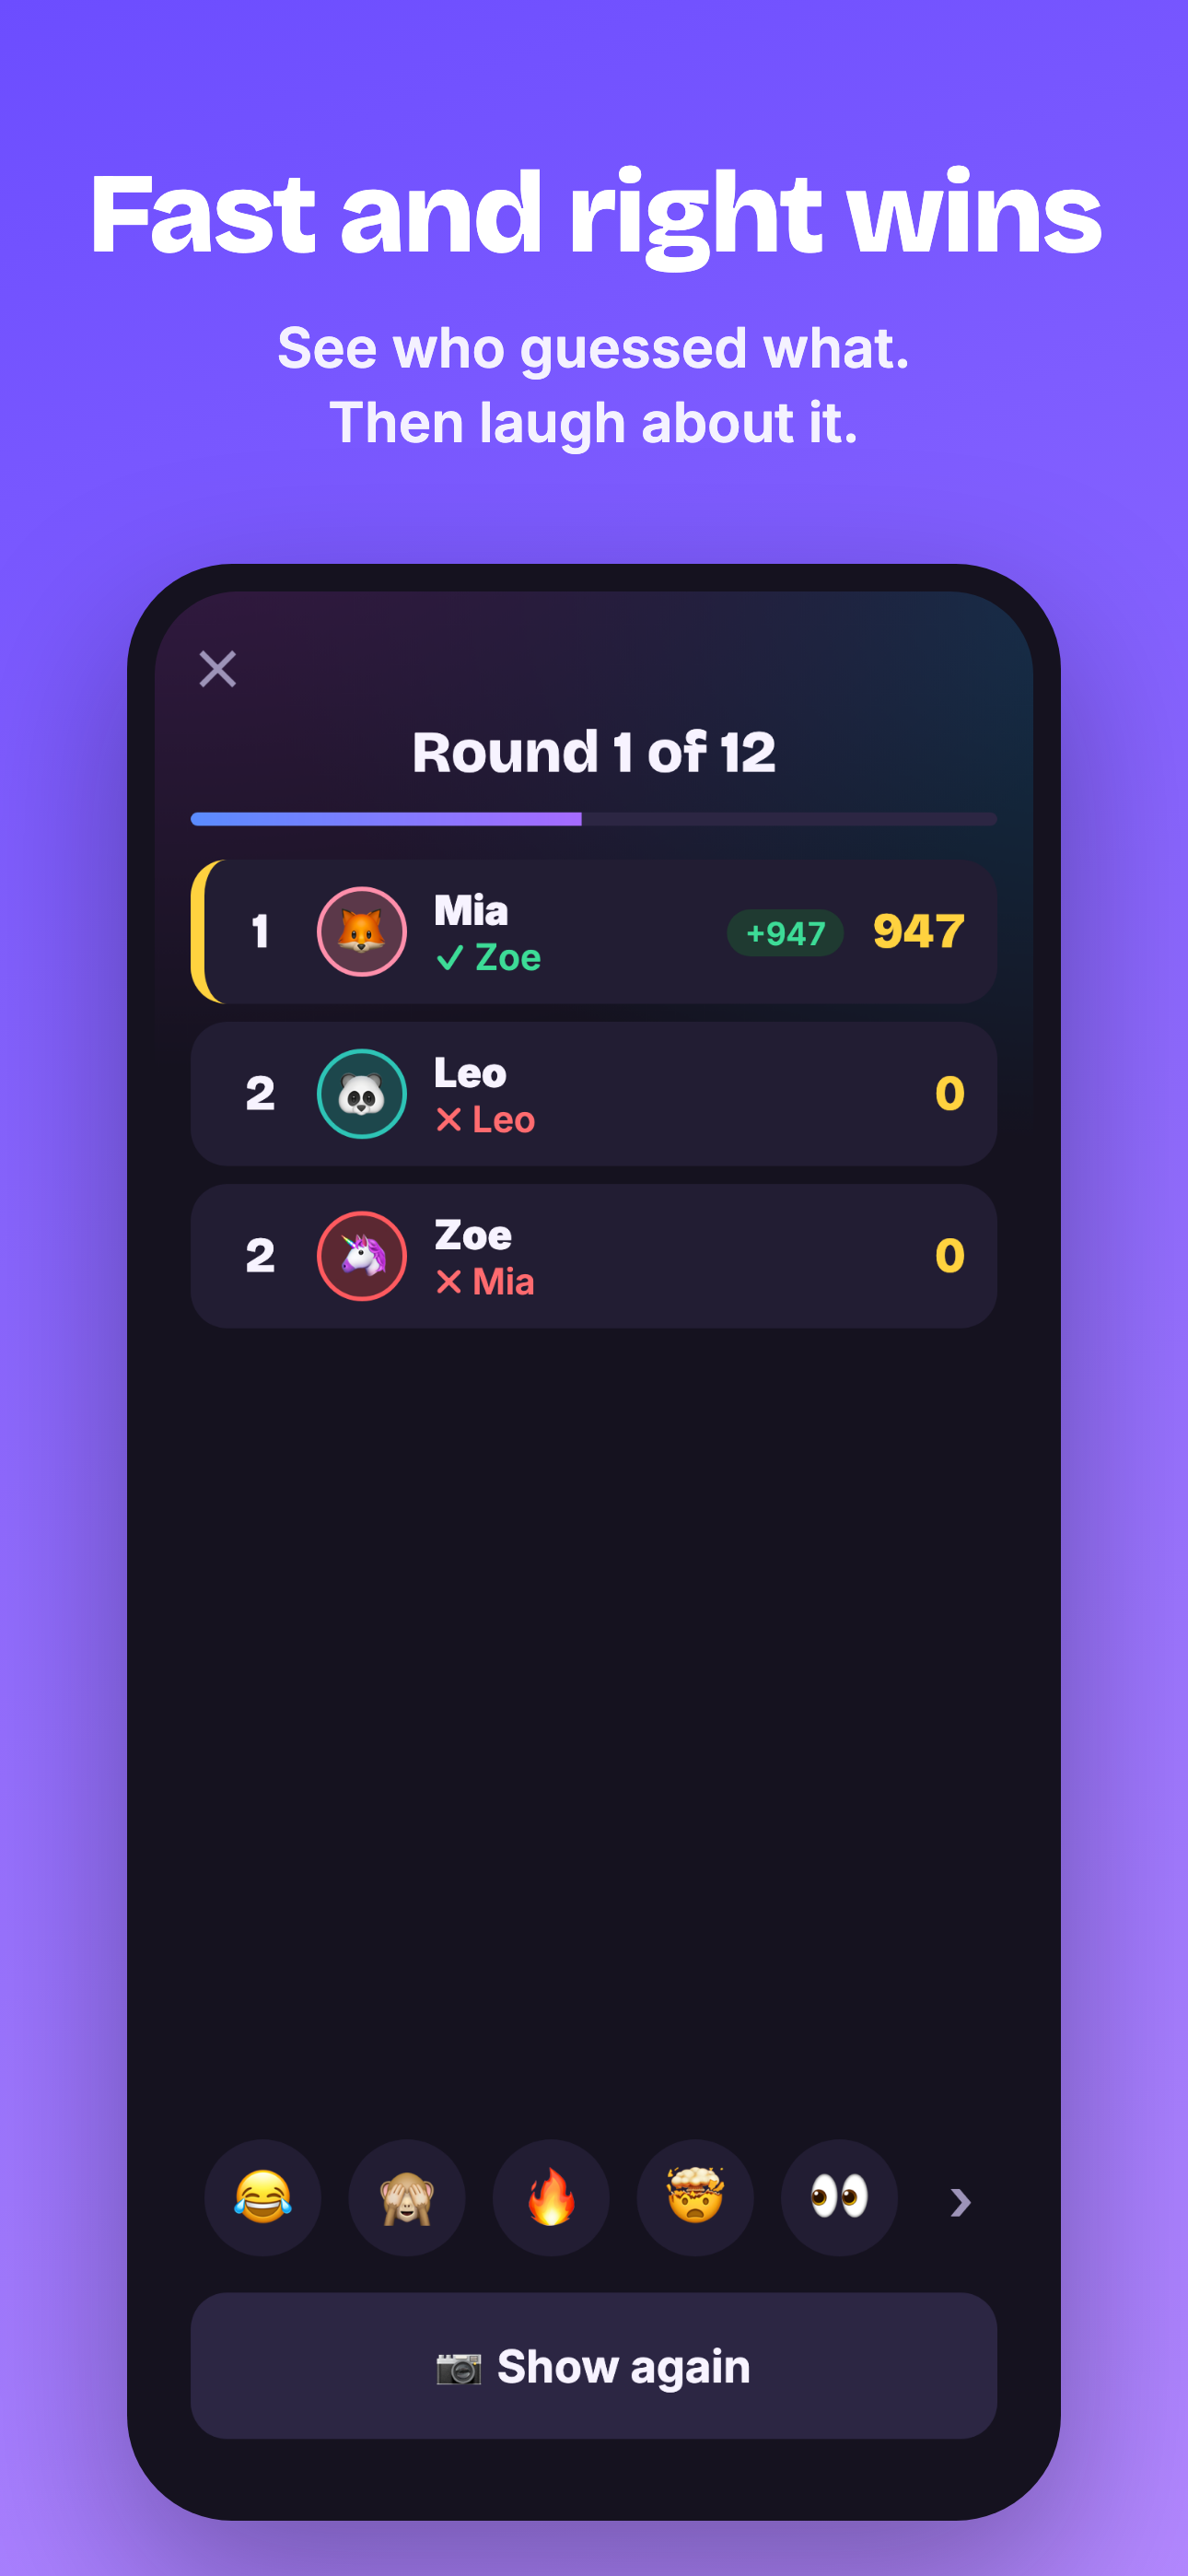 Fast and right wins
See who guessed what.
Then laugh about it.
Round 1 of 12
1 Mia +947 947
✓ Zoe
2 Leo 0
✕ Leo
2 Zoe 0
✕ Mia
Show again